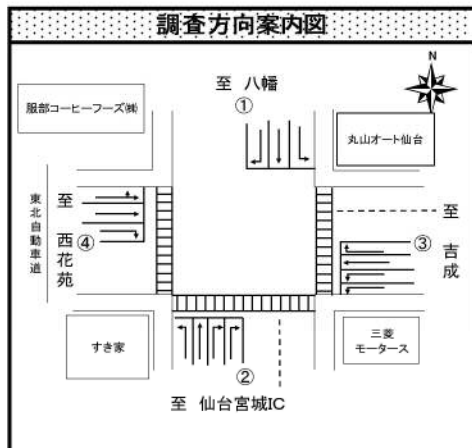 調査方向案内図
至 八幡
①
N
服部コーヒーフーズ㈱
丸山オート仙台
東北自動車道
至 西花苑
④
至 吉成
③
すき家
②
三菱
モータース
至 仙台宮城IC